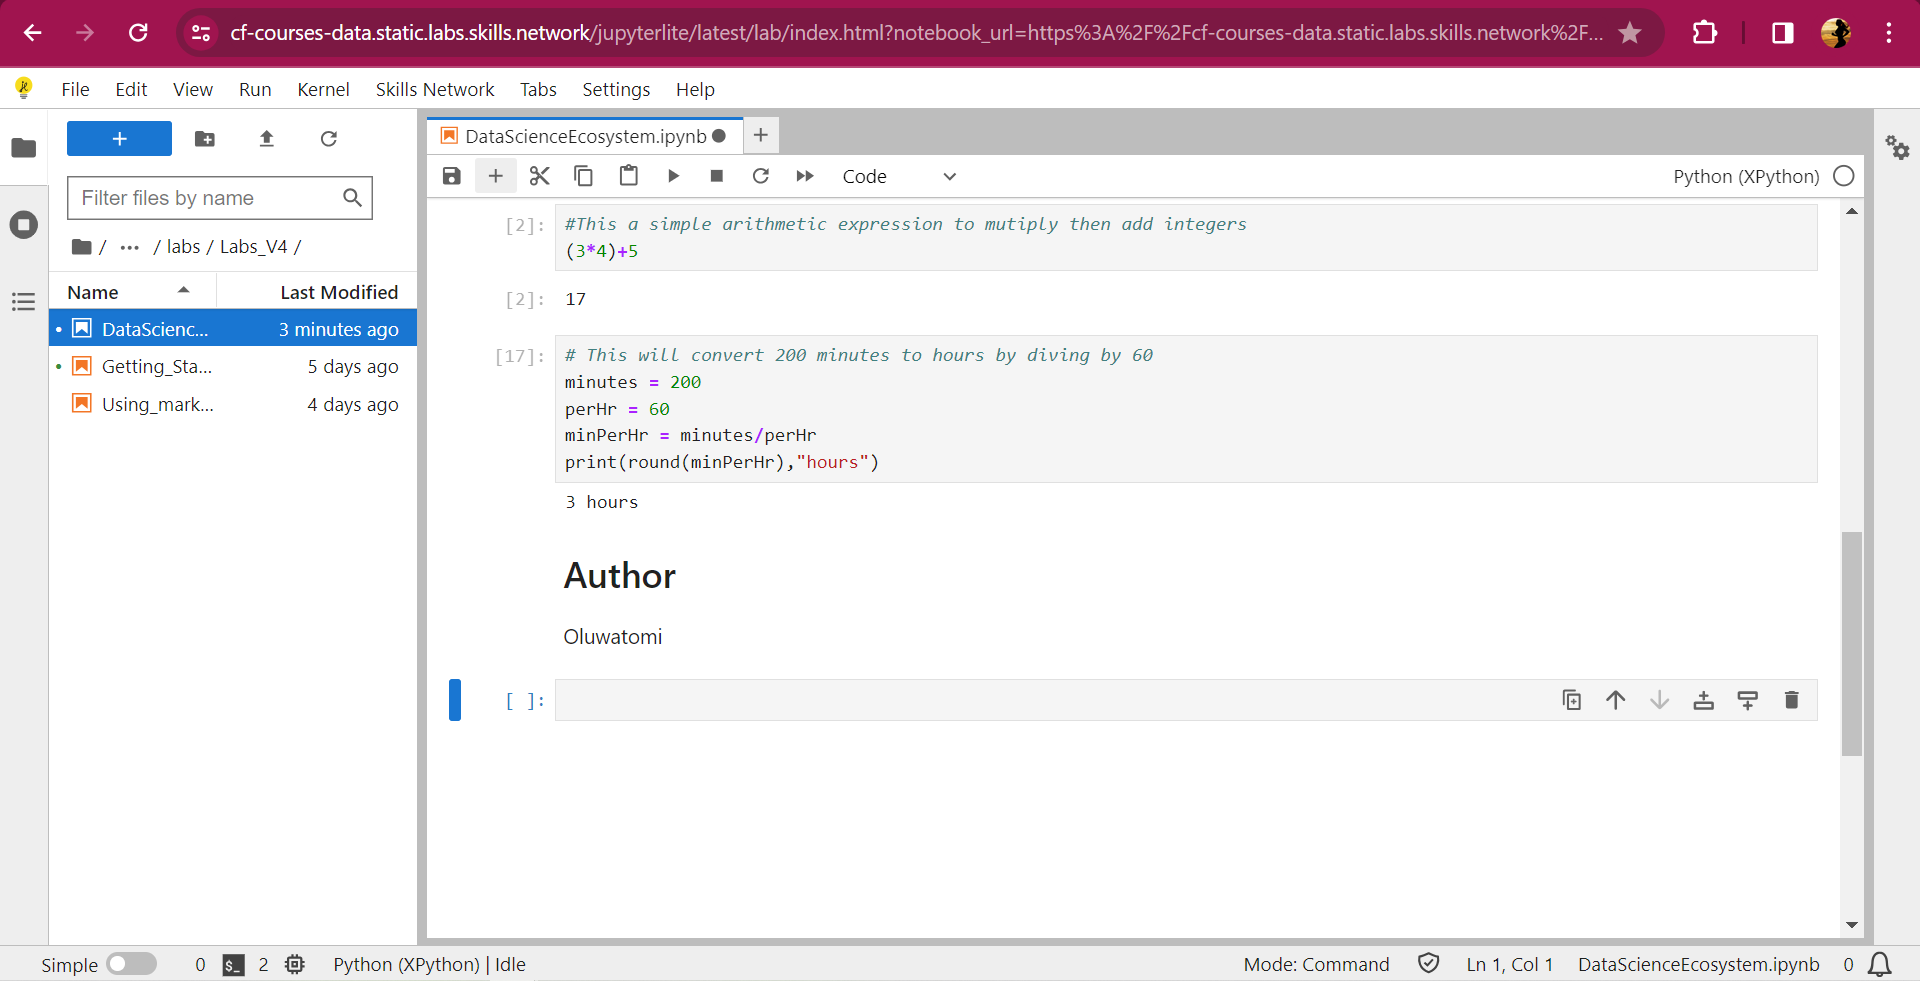 cf-courses-data.static.labs.skills.network/jupyterlite/latest/lab/index.html?notebook_url=https%3A%2F%2Fcf-courses-data.static.labs.skills.network%2F...
File Edit View Run Kernel Skills Network Tabs Settings Help
+
Filter files by name
/ ... / labs / Labs_V4 /
Name Last Modified
DataScienc... 3 minutes ago
Getting_Sta... 5 days ago
Using_mark... 4 days ago
DataScienceEcosystem.ipynb
Code
Python (XPython)
[2]: #This a simple arithmetic expression to mutiply then add integers
(3*4)+5
[2]: 17
[17]: # This will convert 200 minutes to hours by diving by 60
minutes = 200
perHr = 60
minPerHr = minutes/perHr
print(round(minPerHr),"hours")
3 hours
Author
Oluwatomi
[ ]:
Simple 0 $_ 2 Python (XPython) | Idle Mode: Command Ln 1, Col 1 DataScienceEcosystem.ipynb 0